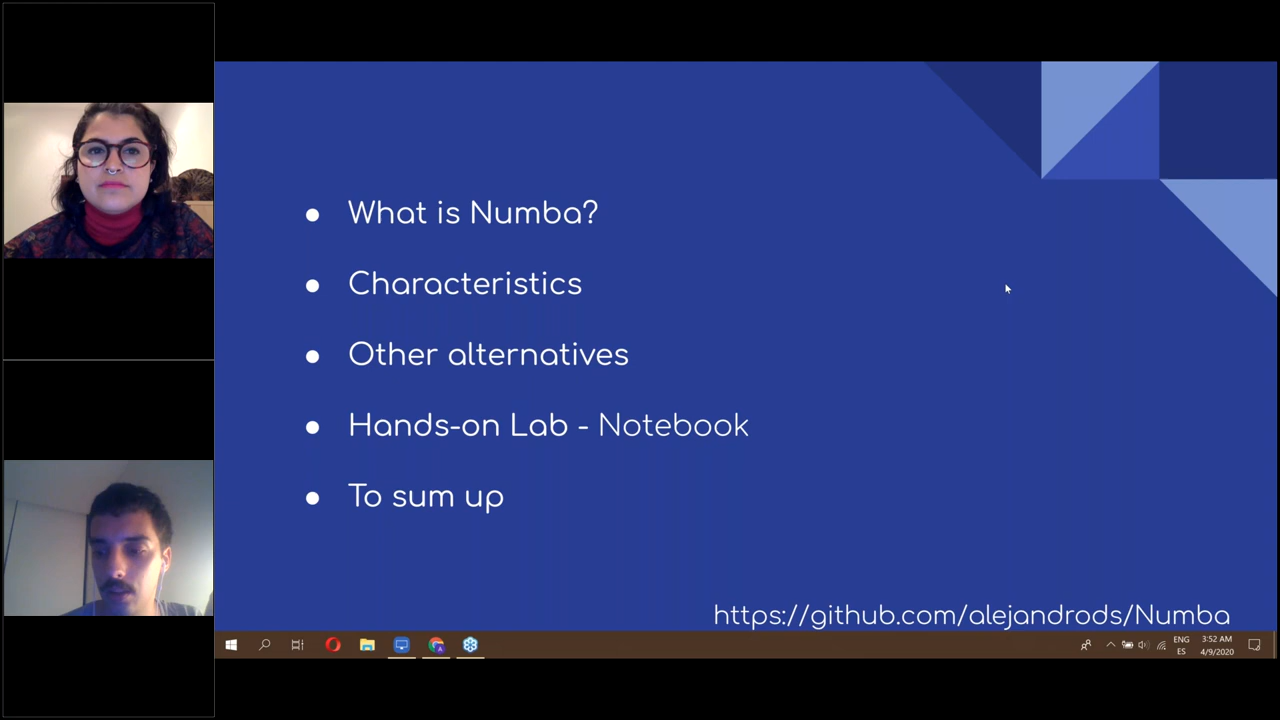 What is Numba?
Characteristics
Other alternatives
Hands-on Lab - Notebook
To sum up
https://github.com/alejandrods/Numba
ENG
ES
3:52 AM
4/9/2020